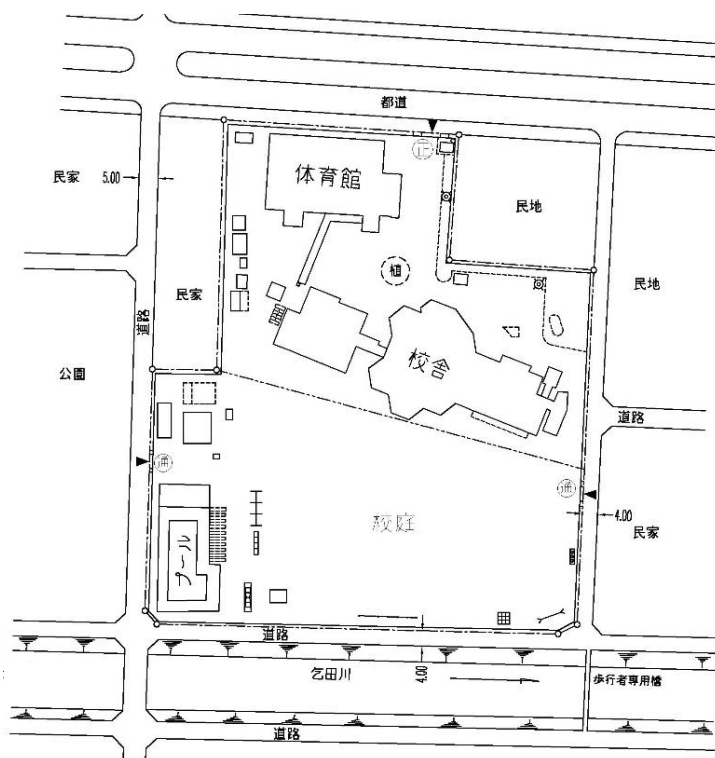 都道
正
体育館
民家
5.00
民地
植
民家
民地
道路
校舎
公園
道路
通
通
校庭
4.00
民家
プール
道路
乞田川
4.00
歩行者専用橋
道路